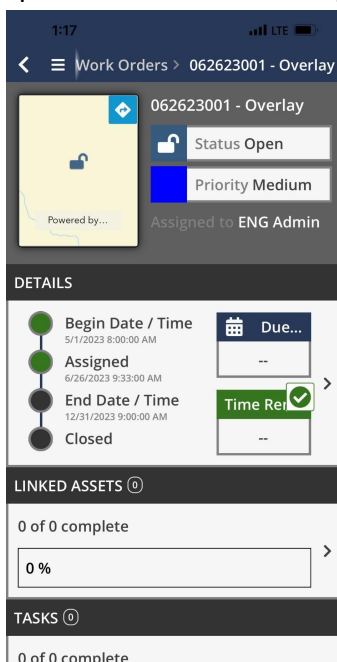 1:17
LTE
Work Orders > 062623001 - Overlay
062623001 - Overlay
Status Open
Priority Medium
Powered by...
Assigned to ENG Admin
DETAILS
Begin Date / Time
5/1/2023 8:00:00 AM
Due...
--
Assigned
6/26/2023 9:33:00 AM
End Date / Time
12/31/2023 9:00:00 AM
Time Rer
--
Closed
LINKED ASSETS 0
0 of 0 complete
0 %
TASKS 0
0 of 0 complete